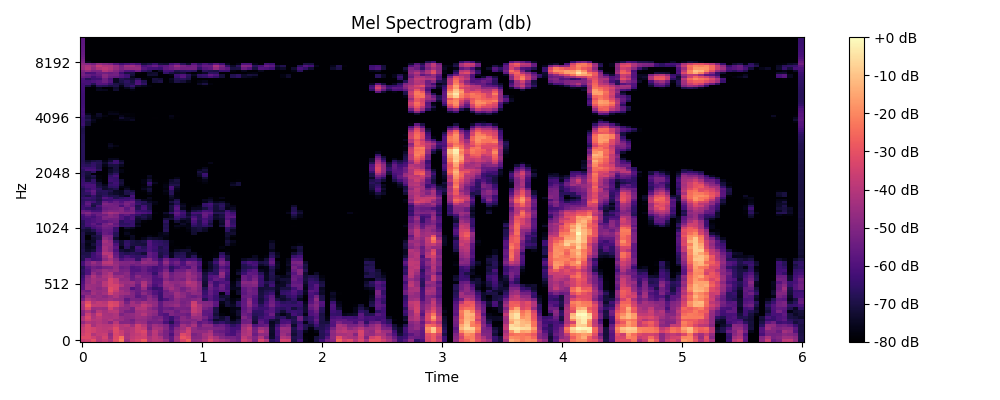 Mel Spectrogram (db)
Hz
8192
4096
2048
1024
512
0
0 1 2 3 4 5 6
Time
+0 dB
-10 dB
-20 dB
-30 dB
-40 dB
-50 dB
-60 dB
-70 dB
-80 dB